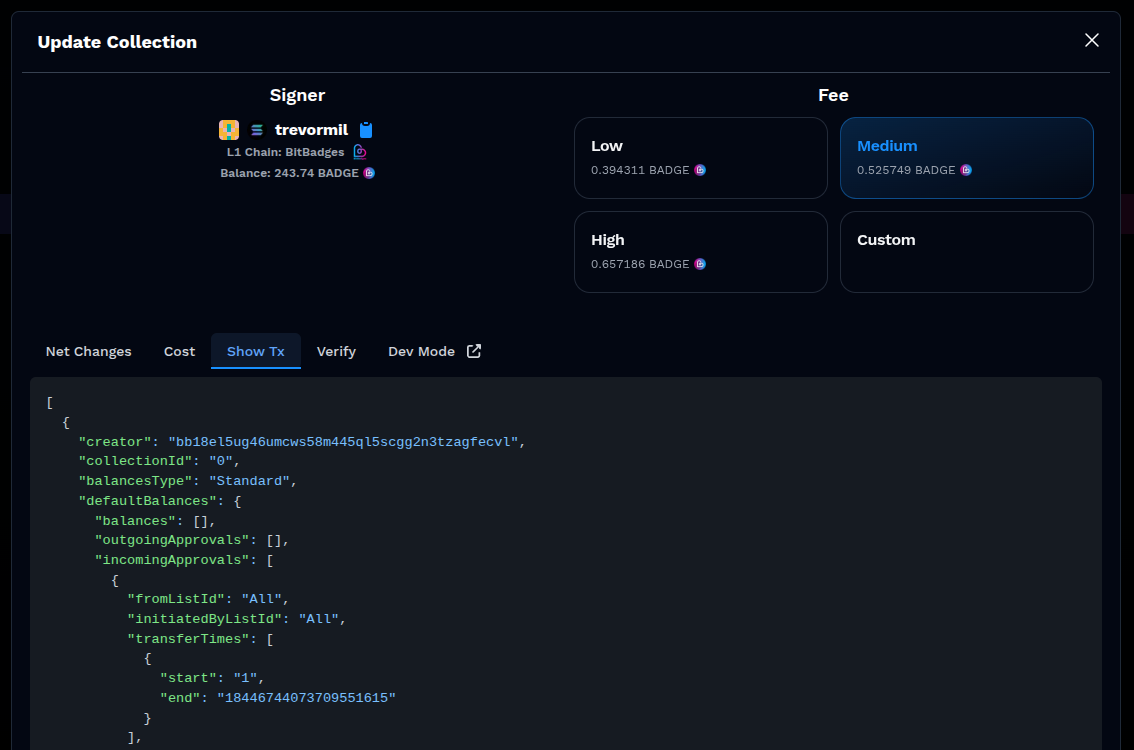 Update Collection
Signer
trevormil
L1 Chain: BitBadges
Balance: 243.74 BADGE
Fee
Low
0.394311 BADGE
Medium
0.525749 BADGE
High
0.657186 BADGE
Custom
Net Changes
Cost
Show Tx
Verify
Dev Mode
[
{
"creator": "bb18el5ug46umcws58m445ql5scgg2n3tzagfecvl",
"collectionId": "0",
"balancesType": "Standard",
"defaultBalances": {
"balances": [],
"outgoingApprovals": [],
"incomingApprovals": [
{
"fromListId": "All",
"initiatedByListId": "All",
"transferTimes": [
{
"start": "1",
"end": "18446744073709551615"
}
],